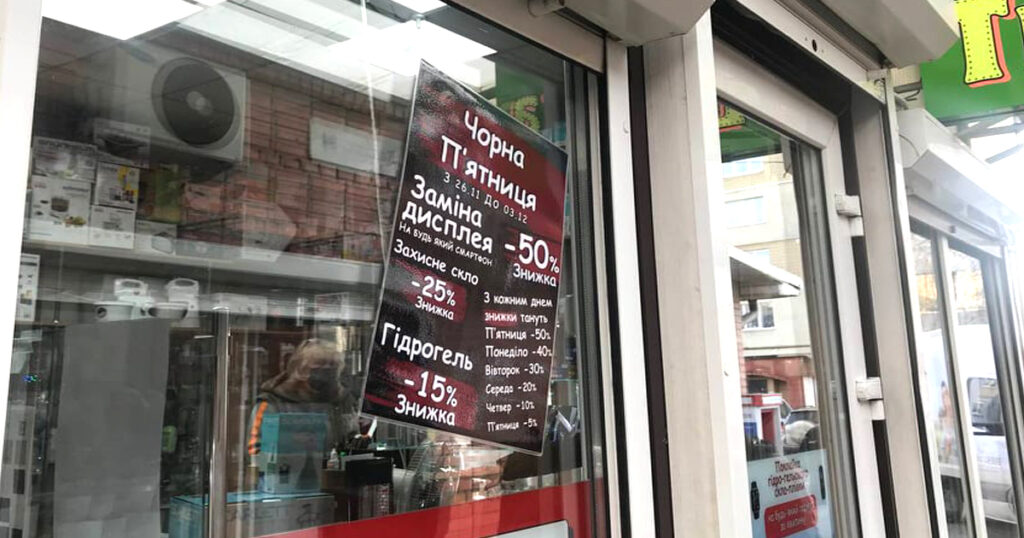 Чорна
П'ятниця
З 26.11 До 03.12
Заміна
дисплея
НА БУДЬ ЯКИЙ СМАРТФОН
-50%
Знижка
Захисне скло
-25%
Знижка
Гідрогель
-15%
Знижка
З кожним днем
знижки тануть
П'ятниця -50%
Понеділо -40%
Вівторок -30%
Середа -20%
Четвер -10%
П'ятниця -5%